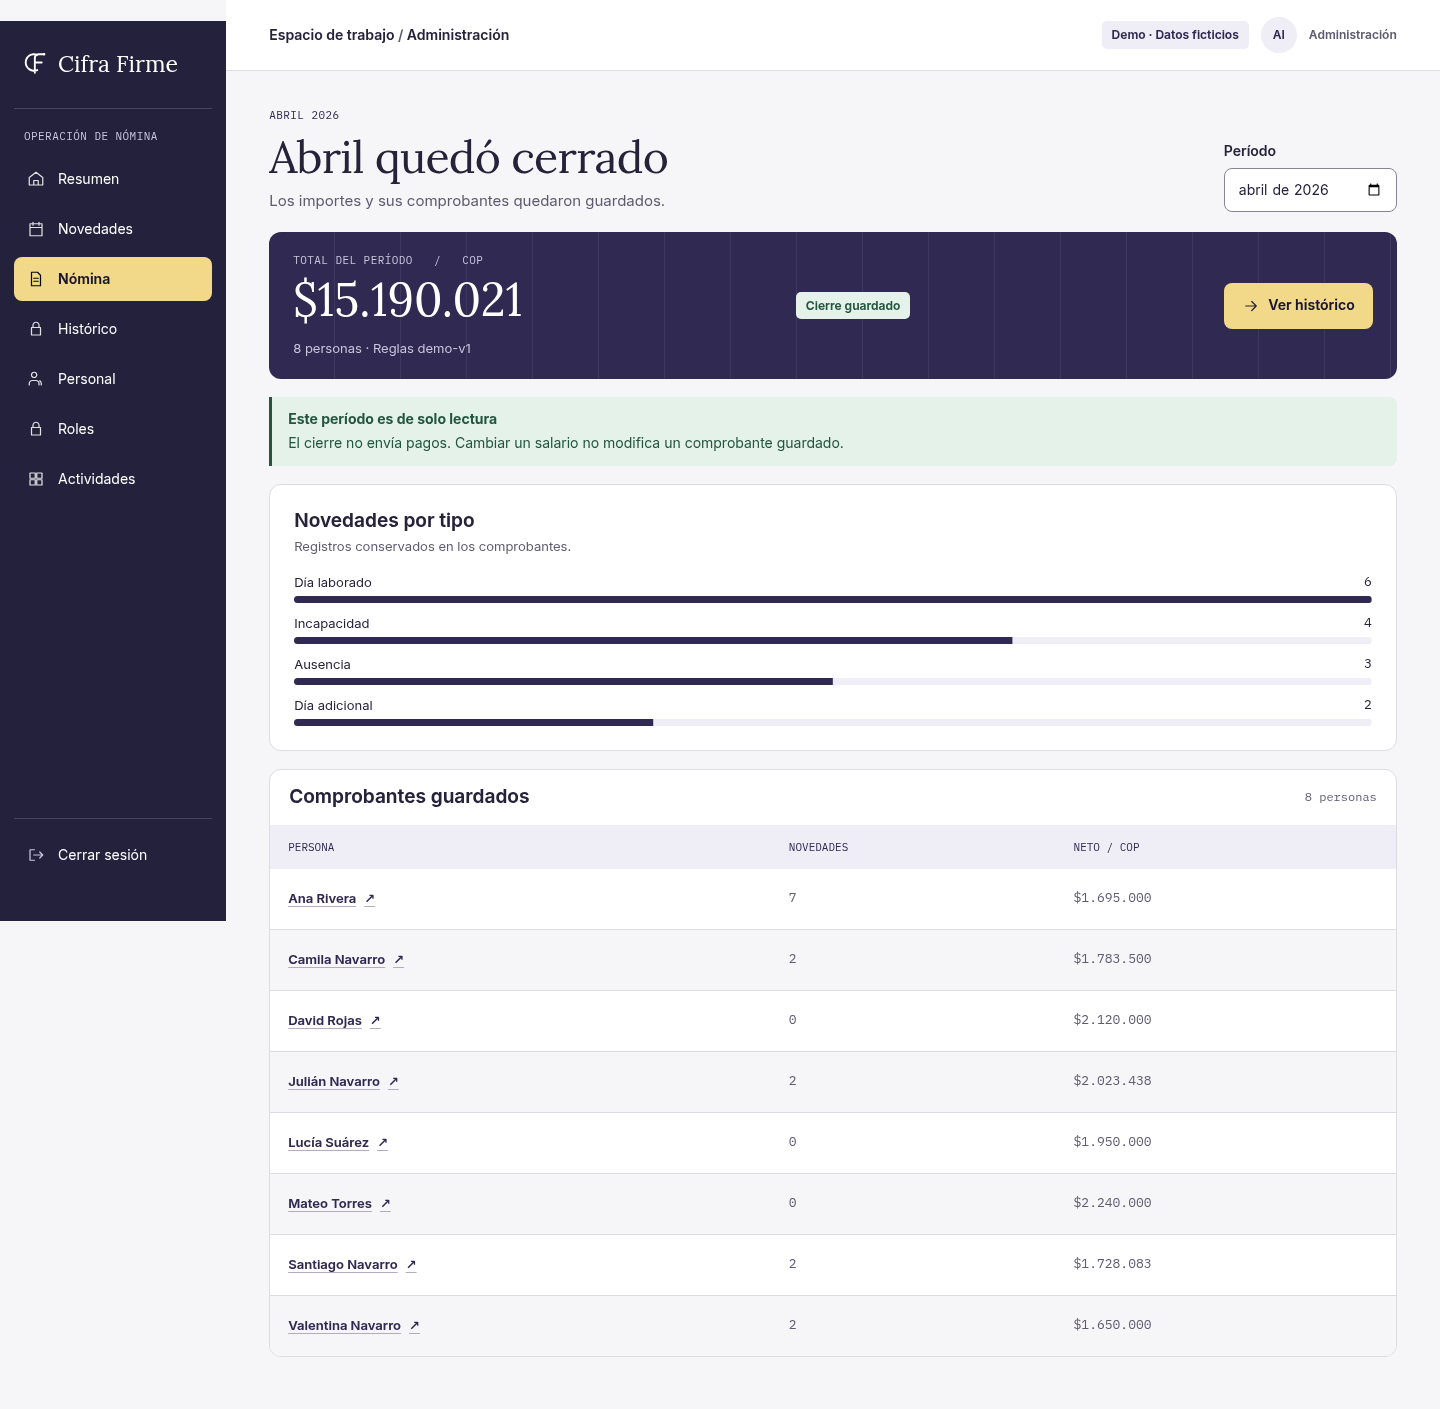 Cifra Firme
OPERACIÓN DE NÓMINA
Resumen
Novedades
Nómina
Histórico
Personal
Roles
Actividades
Cerrar sesión
Espacio de trabajo / Administración
Demo · Datos ficticios
AI
Administración
ABRIL 2026
Abril quedó cerrado
Los importes y sus comprobantes quedaron guardados.
Período
abril de 2026
TOTAL DEL PERÍODO / COP
$15.190.021
8 personas · Reglas demo-v1
Cierre guardado
→ Ver histórico
Este período es de solo lectura
El cierre no envía pagos. Cambiar un salario no modifica un comprobante guardado.
Novedades por tipo
Registros conservados en los comprobantes.
Día laborado 6
Incapacidad 4
Ausencia 3
Día adicional 2
Comprobantes guardados
8 personas
PERSONA NOVEDADES NETO / COP
Ana Rivera ↗ 7 $1.695.000
Camila Navarro ↗ 2 $1.783.500
David Rojas ↗ 0 $2.120.000
Julián Navarro ↗ 2 $2.023.438
Lucía Suárez ↗ 0 $1.950.000
Mateo Torres ↗ 0 $2.240.000
Santiago Navarro ↗ 2 $1.728.083
Valentina Navarro ↗ 2 $1.650.000